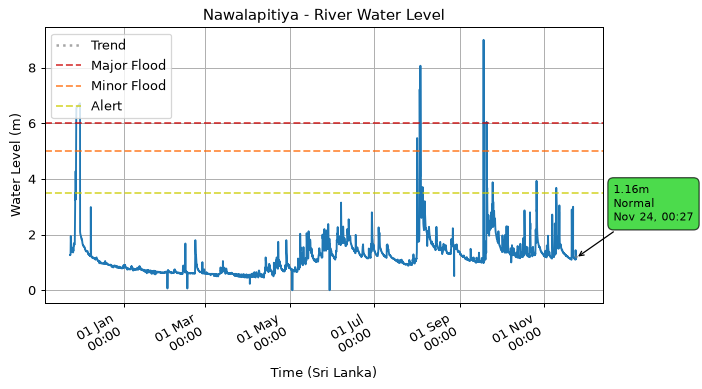 Nawalapitiya - River Water Level
Trend
Major Flood
Minor Flood
Alert
Water Level (m)
8
6
4
2
0
1.16m
Normal
Nov 24, 00:27
01 Jan
00:00
01 Mar
00:00
01 May
00:00
01 Jul
00:00
01 Sep
00:00
01 Nov
00:00
Time (Sri Lanka)